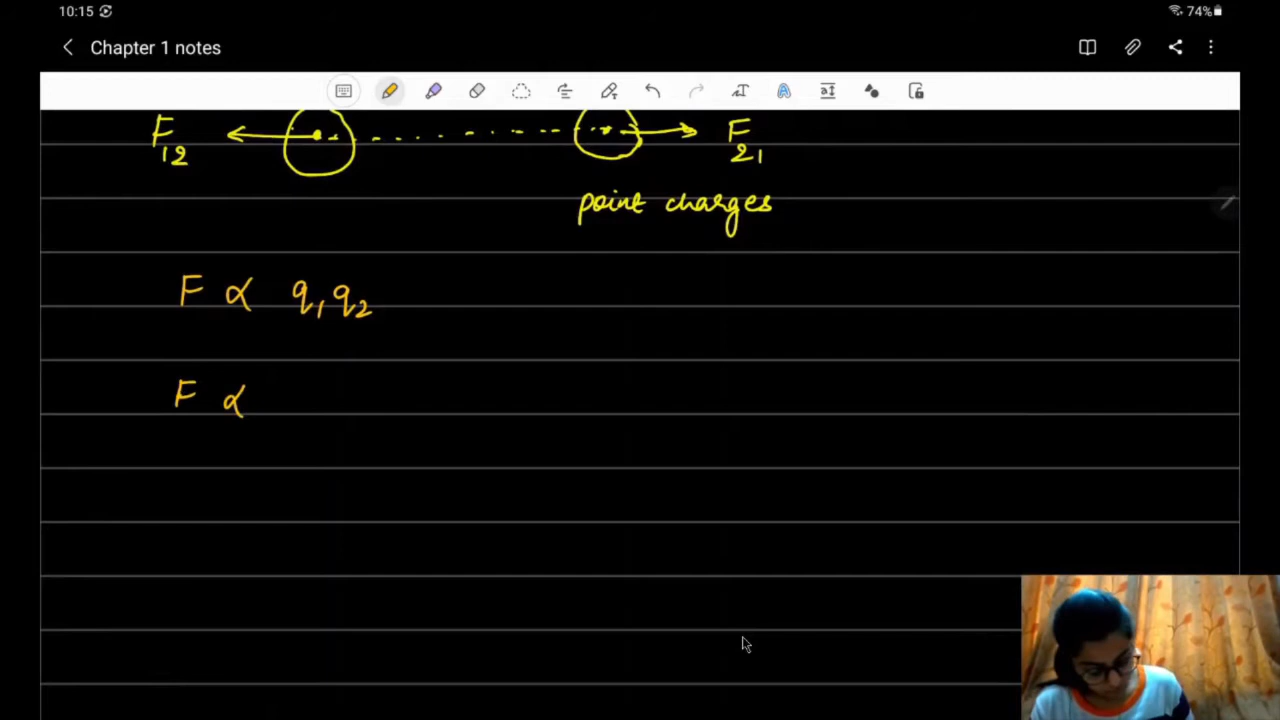 10:15 74%
Chapter 1 notes
F₁₂ F₂₁
point charges
F ∝ q₁q₂
F ∝